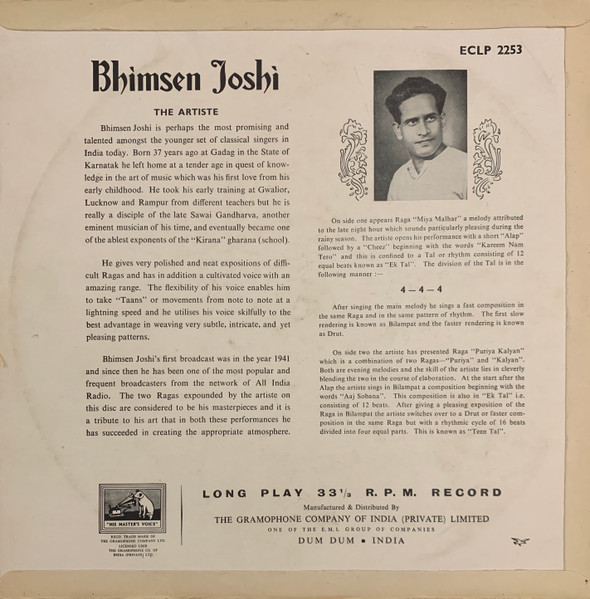 ECLP 2253
Bhimsen Joshi
THE ARTISTE
Bhimsen Joshi is perhaps the most promising and
talented amongst the younger set of classical singers in
India today. Born 37 years ago at Gadag in the State of
Karnatak he left home at a tender age in quest of know-
ledge in the art of music which was his first love from his
early childhood. He took his early training at Gwalior,
Lucknow and Rampur from different teachers but he is
really a disciple of the late Sawai Gandharva, another
eminent musician of his time, and eventually became one
of the ablest exponents of the "Kirana" gharana (school).
He gives very polished and neat expositions of diffi-
cult Ragas and has in addition a cultivated voice with an
amazing range. The flexibility of his voice enables him
to take "Taans" or movements from note to note at a
lightning speed and he utilises his voice skilfully to the
best advantage in weaving very subtle, intricate, and yet
pleasing patterns.
Bhimsen Joshi's first broadcast was in the year 1941
and since then he has been one of the most popular and
frequent broadcasters from the network of All India
Radio. The two Ragas expounded by the artiste on
this disc are considered to be his masterpieces and it is
a tribute to his art that in both these performances he
has succeeded in creating the appropriate atmosphere.
On side one appears Raga "Miya Malhar" a melody attributed
to the late night hour which sounds particularly pleasing during the
rainy season. The artiste opens his performance with a short "Alap"
followed by a "Cheez" beginning with the words "Kareem Nam
Tero" and this is confined to a Tal or rhythm consisting of 12
equal beats known as "Ek Tal". The division of the Tal is in the
following manner :—
4 — 4 — 4
After singing the main melody he sings a fast composition in
the same Raga and in the same pattern of rhythm. The first slow
rendering is known as Bilampat and the faster rendering is known
as Drut.
On side two the artiste has presented Raga "Puriya Kalyan"
which is a combination of two Ragas—"Puriya" and "Kalyan".
Both are evening melodies and the skill of the artiste lies in cleverly
blending the two in the course of elaboration. At the start after the
Alap the artiste sings in Bilampat a composition beginning with the
words "Aaj Sobana". This composition is also in "Ek Tal" i.e.
consisting of 12 beats. After giving a pleasing exposition of the
Raga in Bilampat the artiste switches over to a Drut or faster com-
position in the same Raga but with a rhythmic cycle of 16 beats
divided into four equal parts. This is known as "Teen Tal".
"HIS MASTER'S VOICE"
REGD. TRADE MARK OF
THE GRAMOPHONE COMPANY LTD.
LICENSED USER
THE GRAMOPHONE CO. OF
INDIA (PRIVATE) LTD.
LONG PLAY 33 1/3 R.P.M. RECORD
Manufactured & Distributed By
THE GRAMOPHONE COMPANY OF INDIA (PRIVATE) LIMITED
ONE OF THE E.M.I. GROUP OF COMPANIES
DUM DUM • INDIA